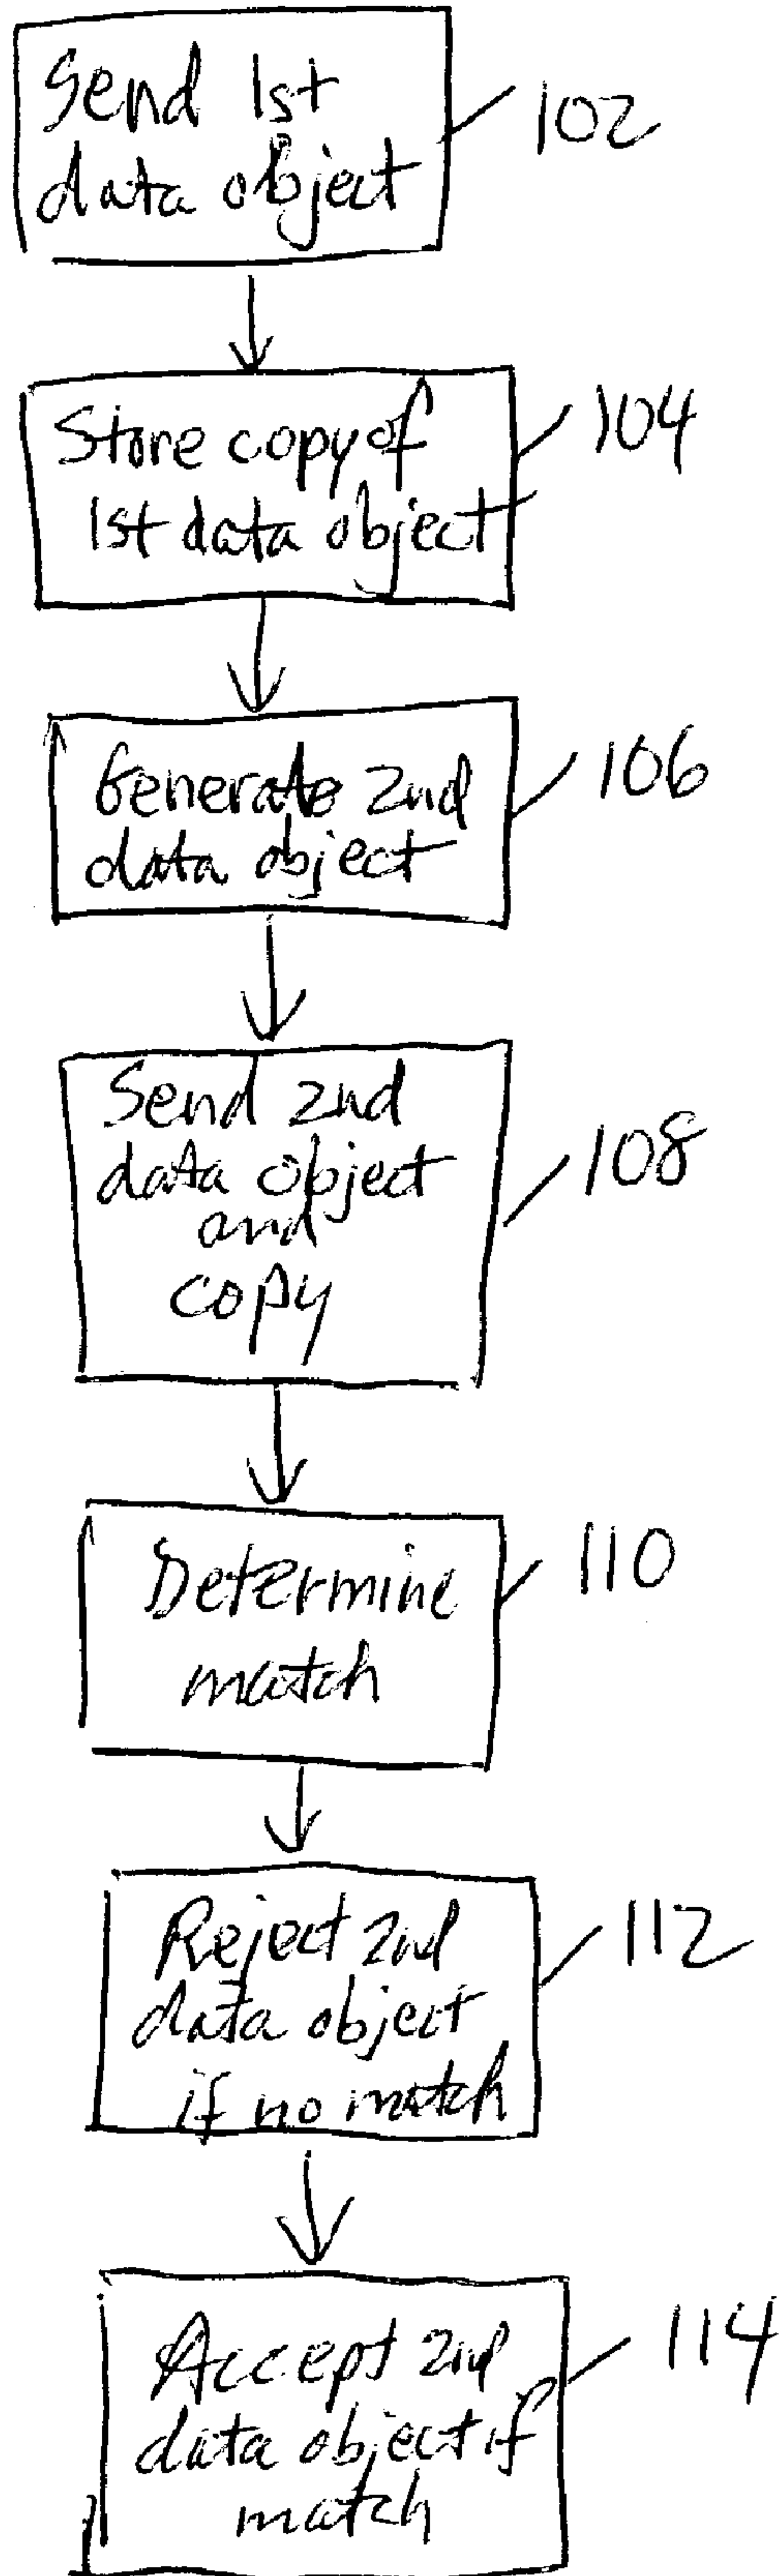 Send 1st
data object
102
Store copy of
1st data object
104
Generate 2nd
data object
106
Send 2nd
data object
and
copy
108
Determine
match
110
Reject 2nd
data object
if no match
112
Accept 2nd
data object if
match
114